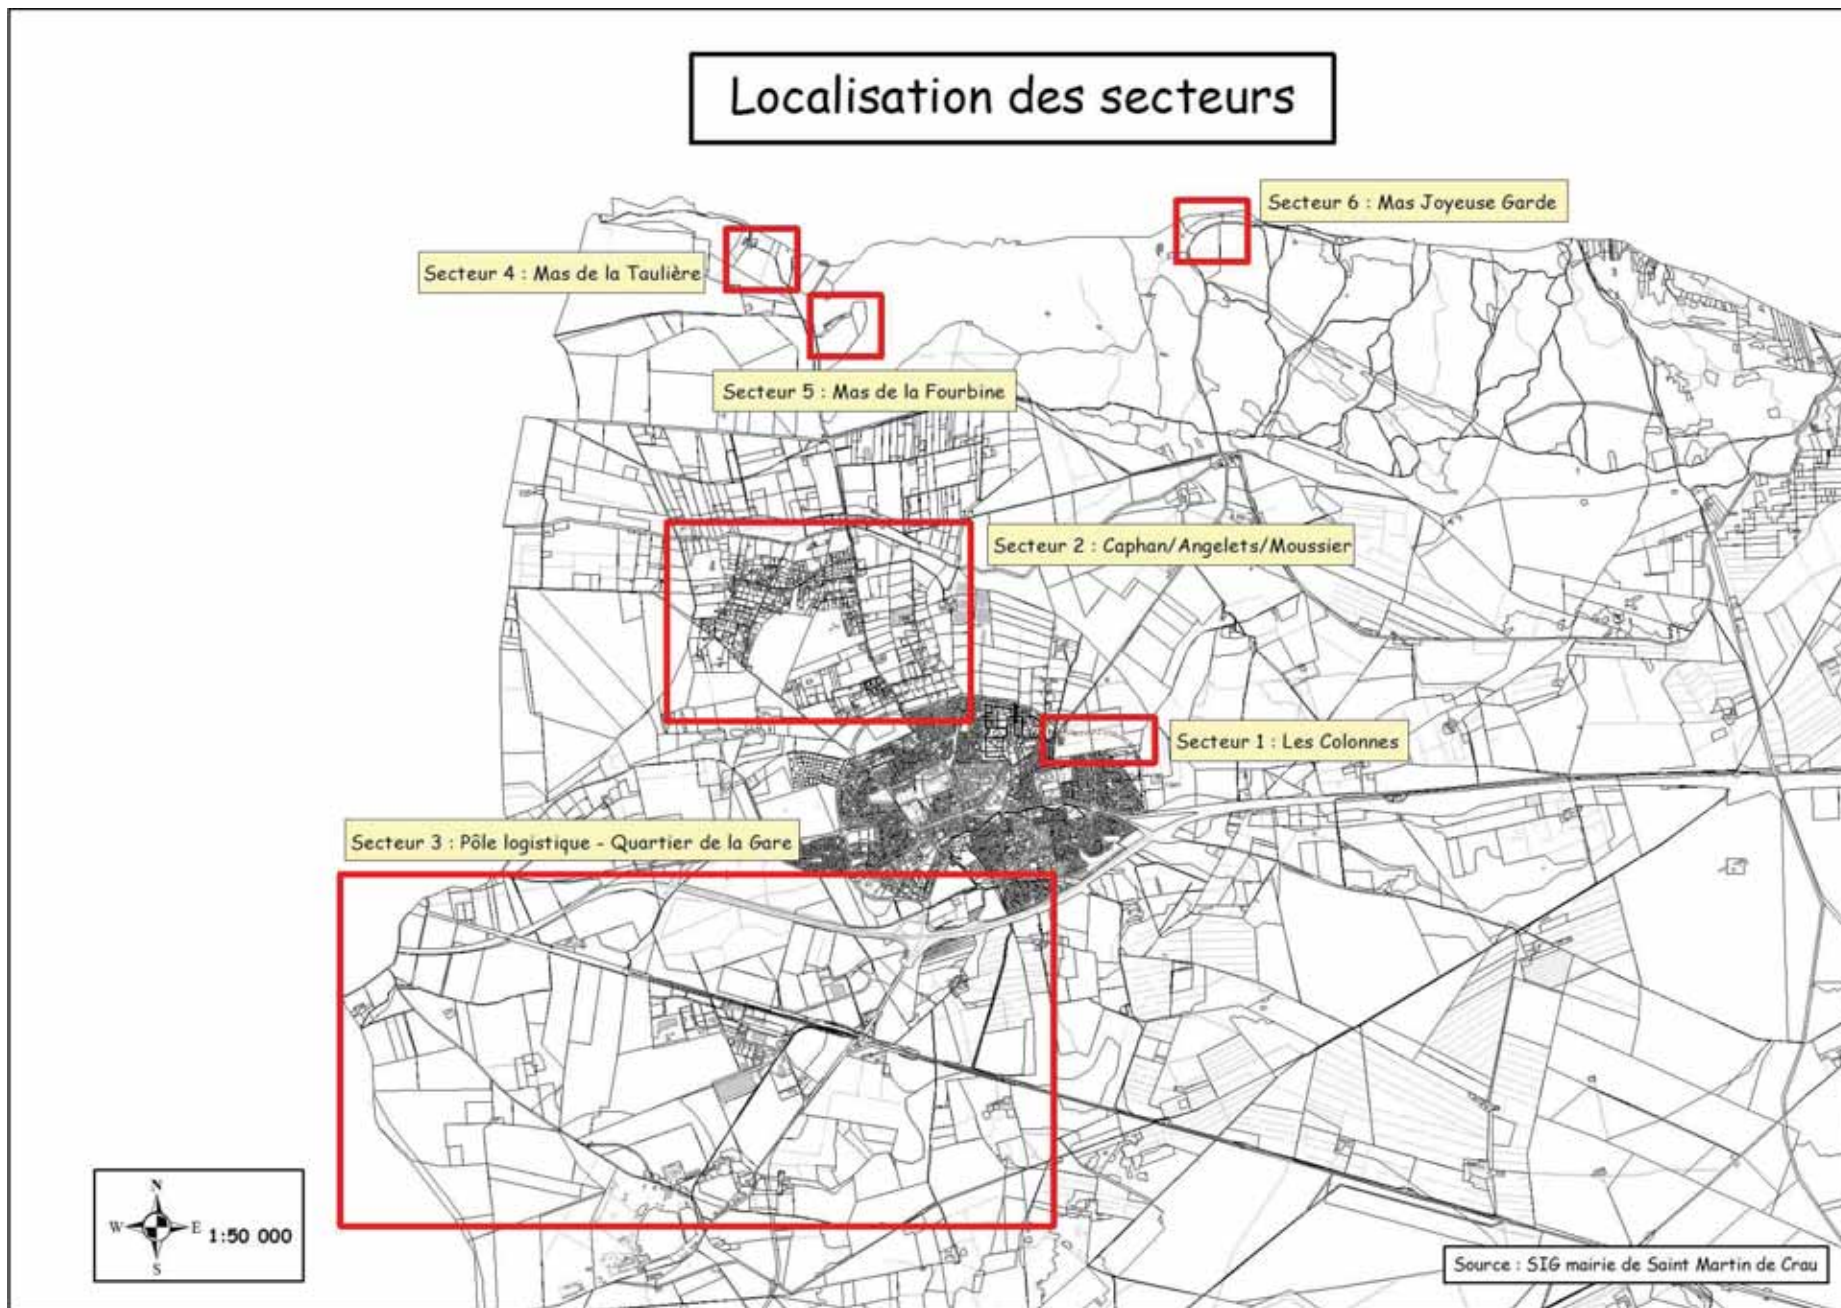 Localisation des secteurs
Secteur 6 : Mas Joyeuse Garde
Secteur 4 : Mas de la Taulière
Secteur 5 : Mas de la Fourbine
Secteur 2 : Caphan/Angelets/Moussier
Secteur 1 : Les Colonnes
Secteur 3 : Pôle logistique - Quartier de la Gare
N
W E
S
1:50 000
Source : SIG mairie de Saint Martin de Crau